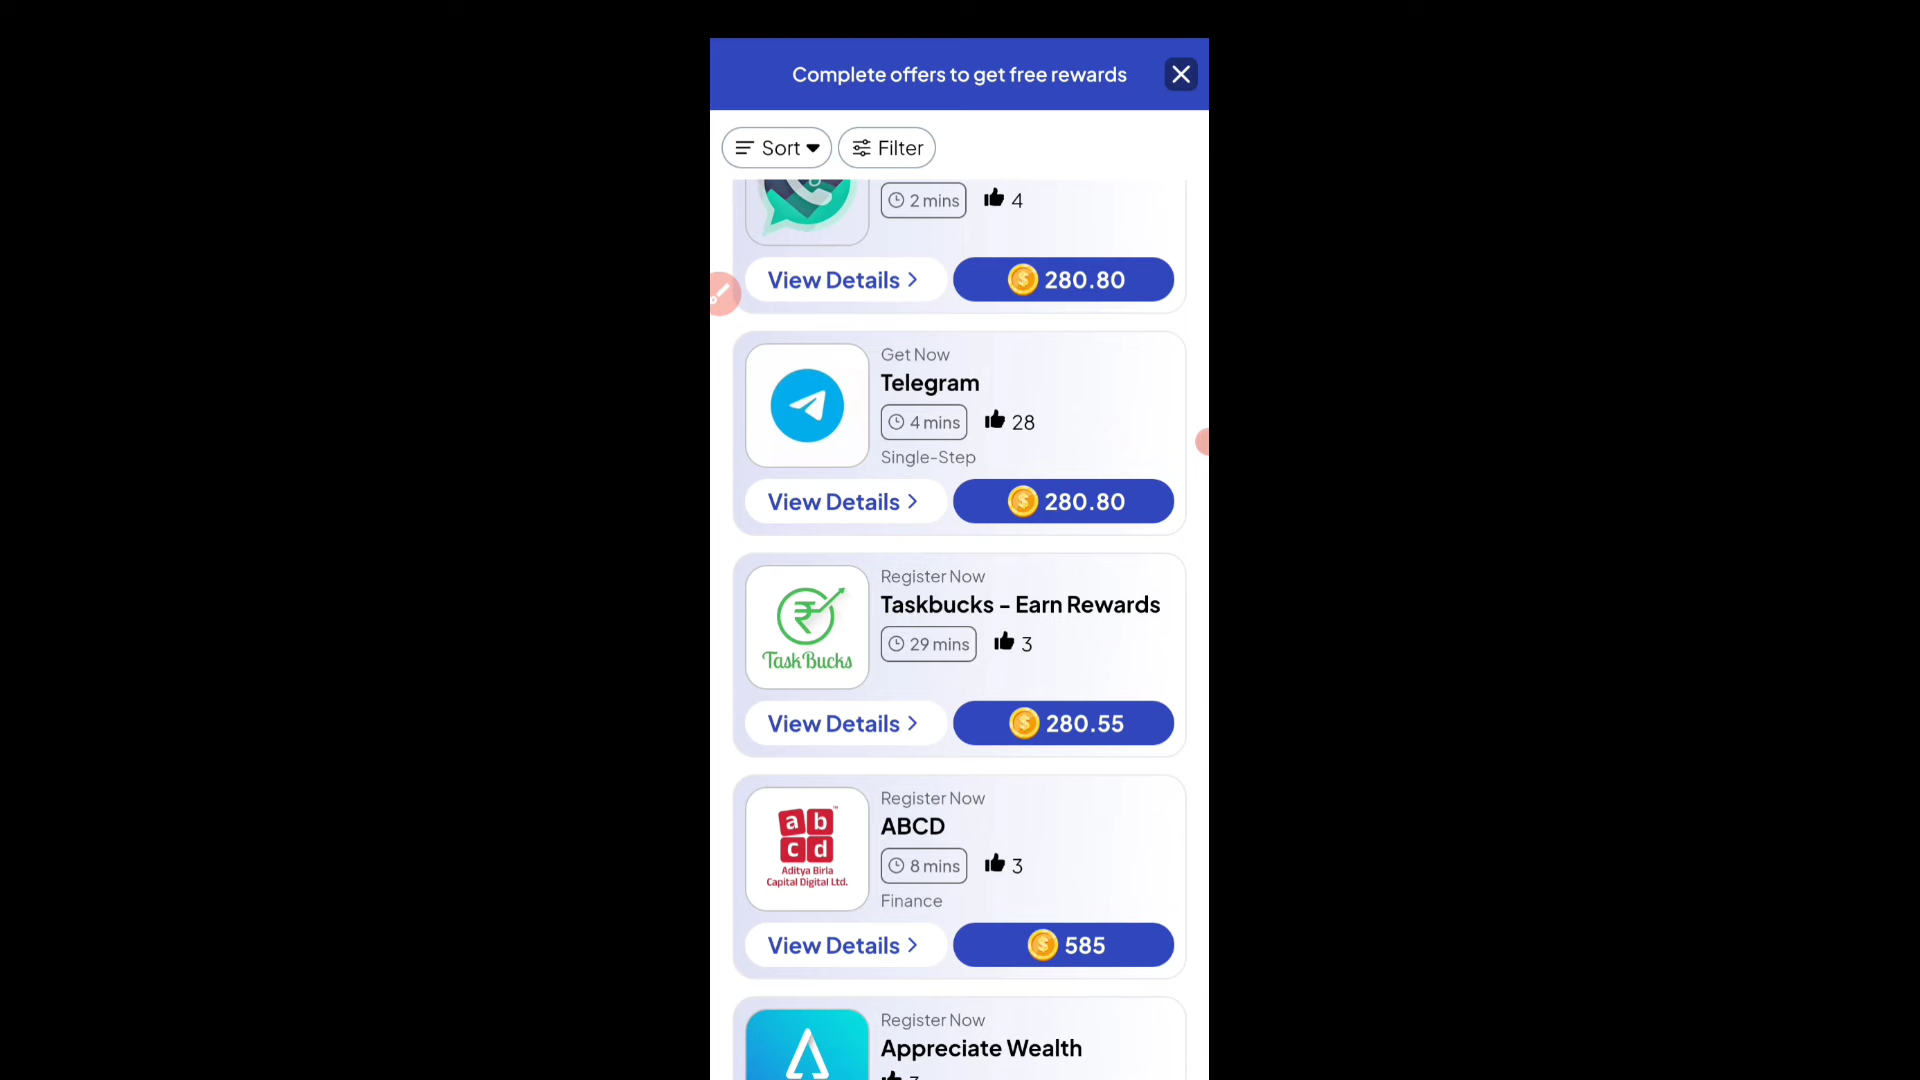 Complete offers to get free rewards
Sort
Filter
2 mins
4
View Details
280.80
Get Now
Telegram
4 mins
28
Single-Step
View Details
280.80
Register Now
Taskbucks - Earn Rewards
29 mins
3
TaskBucks
View Details
280.55
Register Now
ABCD
8 mins
3
Finance
a b
c d
™
Aditya Birla
Capital Digital Ltd.
View Details
585
Register Now
Appreciate Wealth